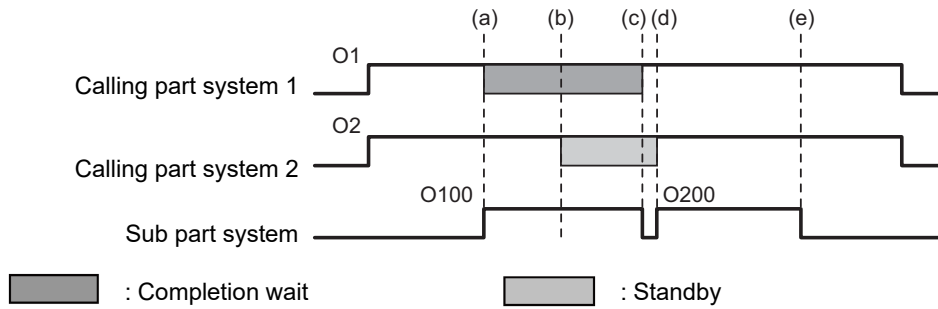 (a) (b) (c) (d) (e)
O1
Calling part system 1
O2
Calling part system 2
O100 O200
Sub part system
: Completion wait : Standby